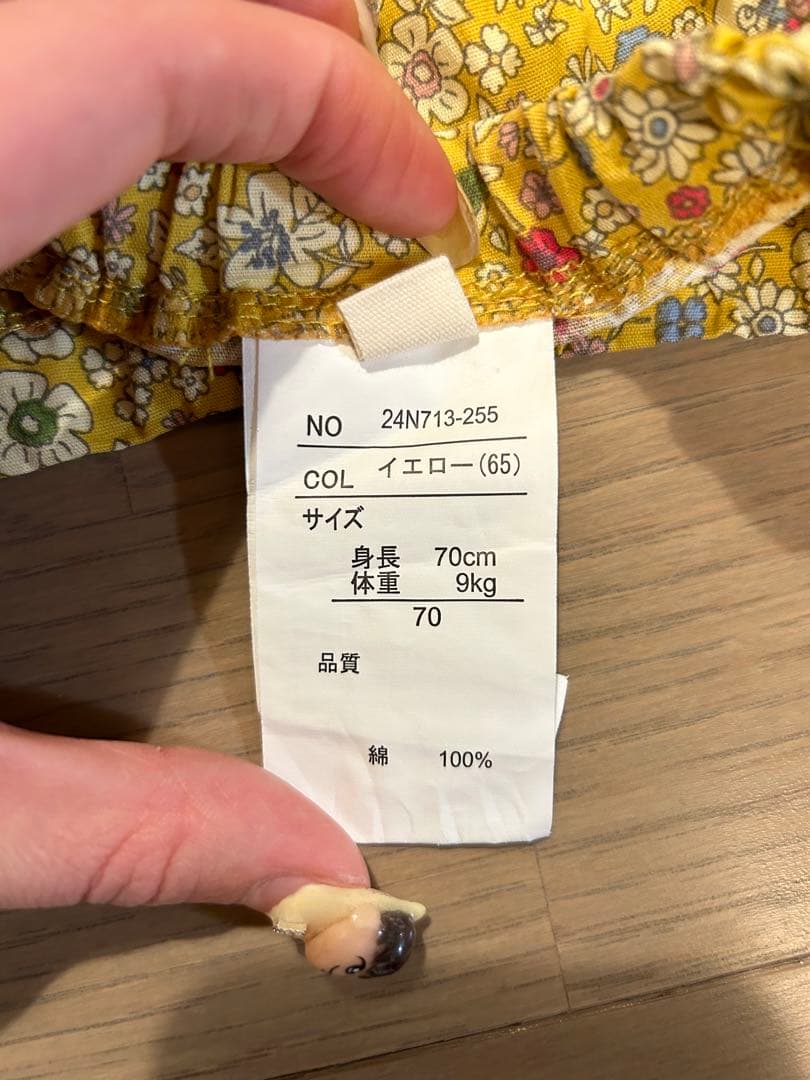 NO 24N713-255
COL イエロー(65)
サイズ
身長 70cm
体重 9kg
70
品質
綿 100%